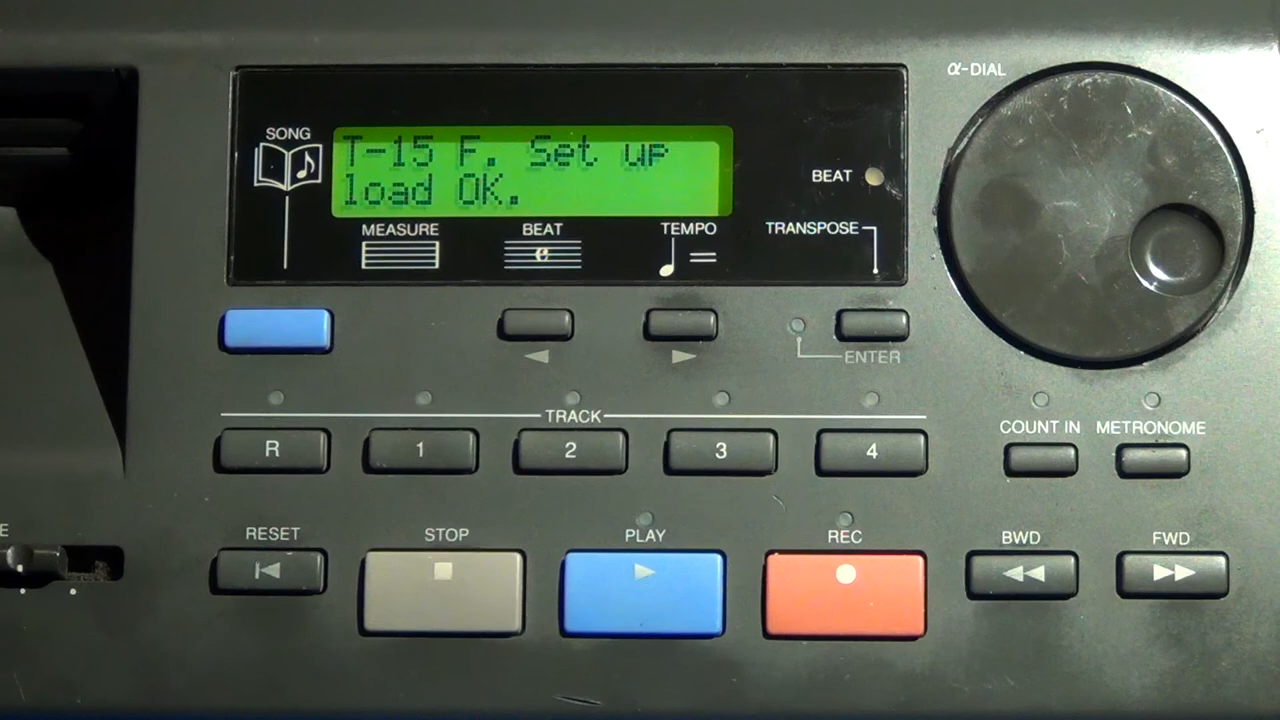 α-DIAL
SONG
T-15 F. Set up
load OK.
BEAT
MEASURE
BEAT
TEMPO
TRANSPOSE
ENTER
TRACK
R
1
2
3
4
COUNT IN
METRONOME
E
RESET
STOP
PLAY
REC
BWD
FWD